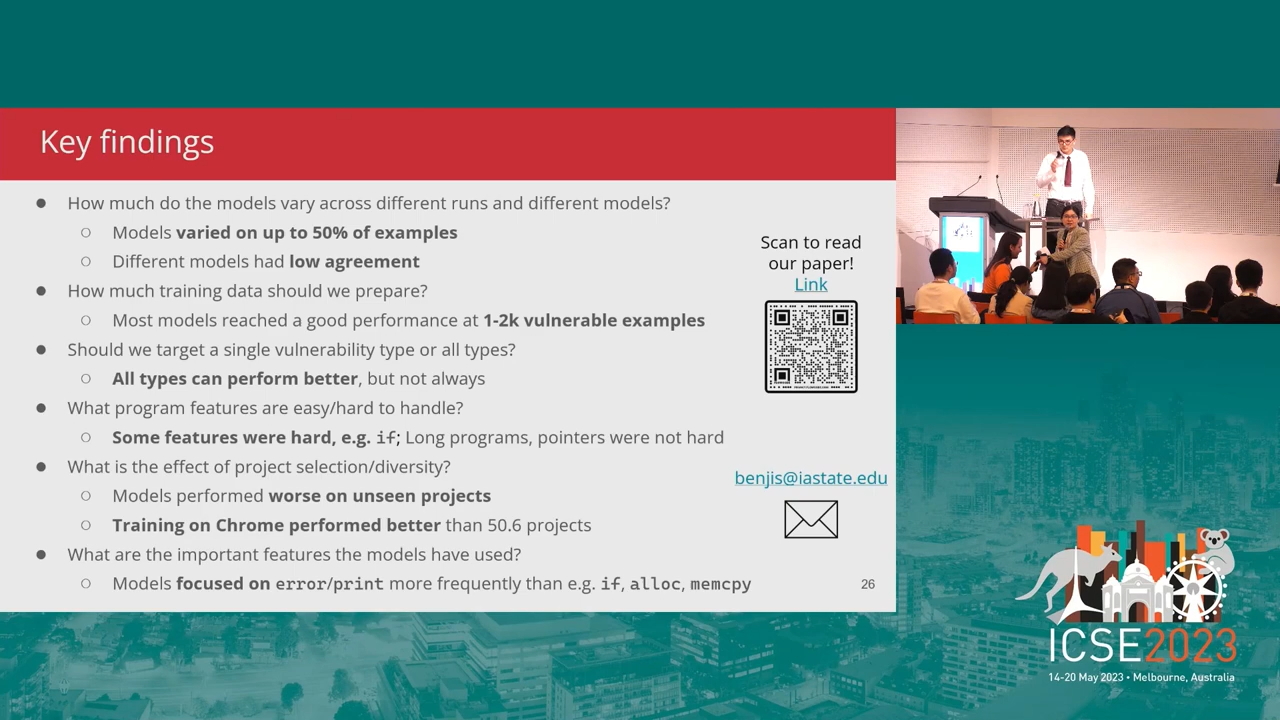 Key findings
● How much do the models vary across different runs and different models?
○ Models varied on up to 50% of examples
○ Different models had low agreement
● How much training data should we prepare?
○ Most models reached a good performance at 1-2k vulnerable examples
● Should we target a single vulnerability type or all types?
○ All types can perform better, but not always
● What program features are easy/hard to handle?
○ Some features were hard, e.g. if; Long programs, pointers were not hard
● What is the effect of project selection/diversity?
○ Models performed worse on unseen projects
○ Training on Chrome performed better than 50.6 projects
● What are the important features the models have used?
○ Models focused on error/print more frequently than e.g. if, alloc, memcpy
Scan to read
our paper!
Link
benjis@iastate.edu
26
ICSE2023
14-20 May 2023 • Melbourne, Australia